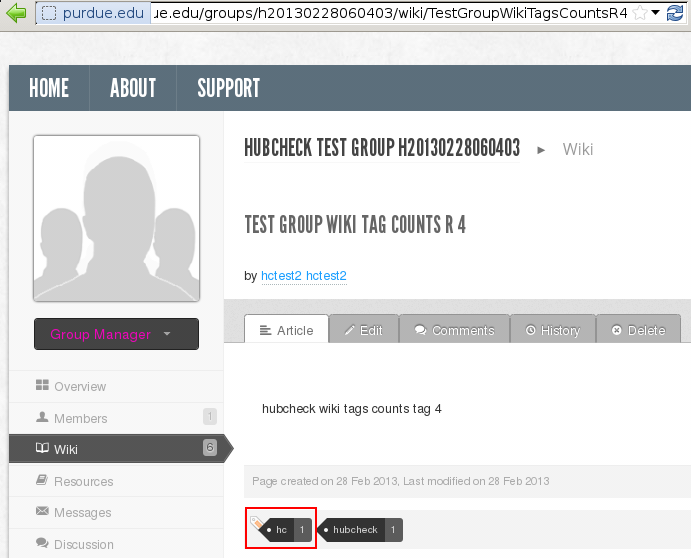 purdue.edu ue.edu/groups/h20130228060403/wiki/TestGroupWikiTagsCountsR4
HOME ABOUT SUPPORT
HUBCHECK TEST GROUP H20130228060403 ► Wiki
TEST GROUP WIKI TAG COUNTS R 4
by hctest2 hctest2
Group Manager
Article Edit Comments History Delete
Overview
Members 1
Wiki 6
Resources
Messages
Discussion
hubcheck wiki tags counts tag 4
Page created on 28 Feb 2013, Last modified on 28 Feb 2013
hc 1 hubcheck 1